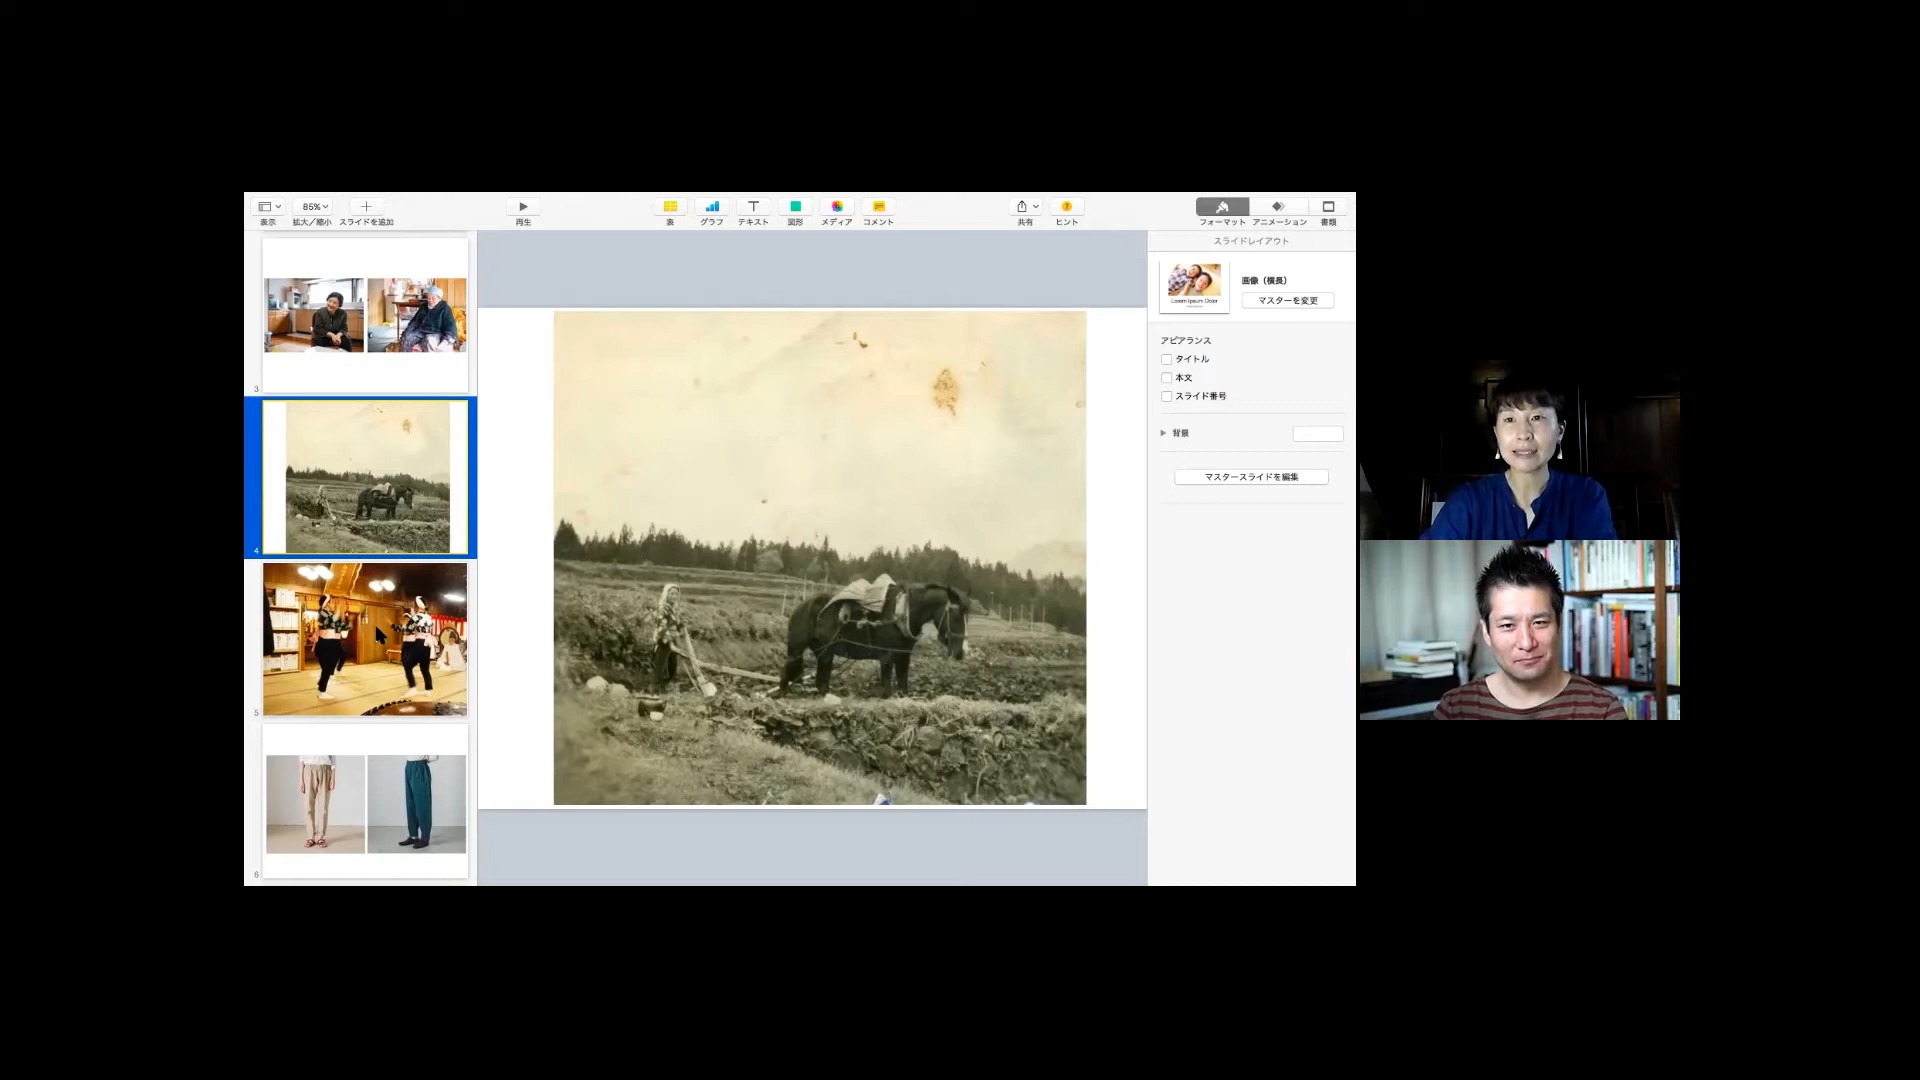 85%
表示
拡大／縮小
スライドを追加
再生
表
グラフ
テキスト
図形
メディア
コメント
共有
ヒント
フォーマット
アニメーション
書類
スライドレイアウト
Lorem Ipsum Dolor
画像（横長）
マスターを変更
アピアランス
タイトル
本文
スライド番号
背景
マスタースライドを編集
3
4
5
6